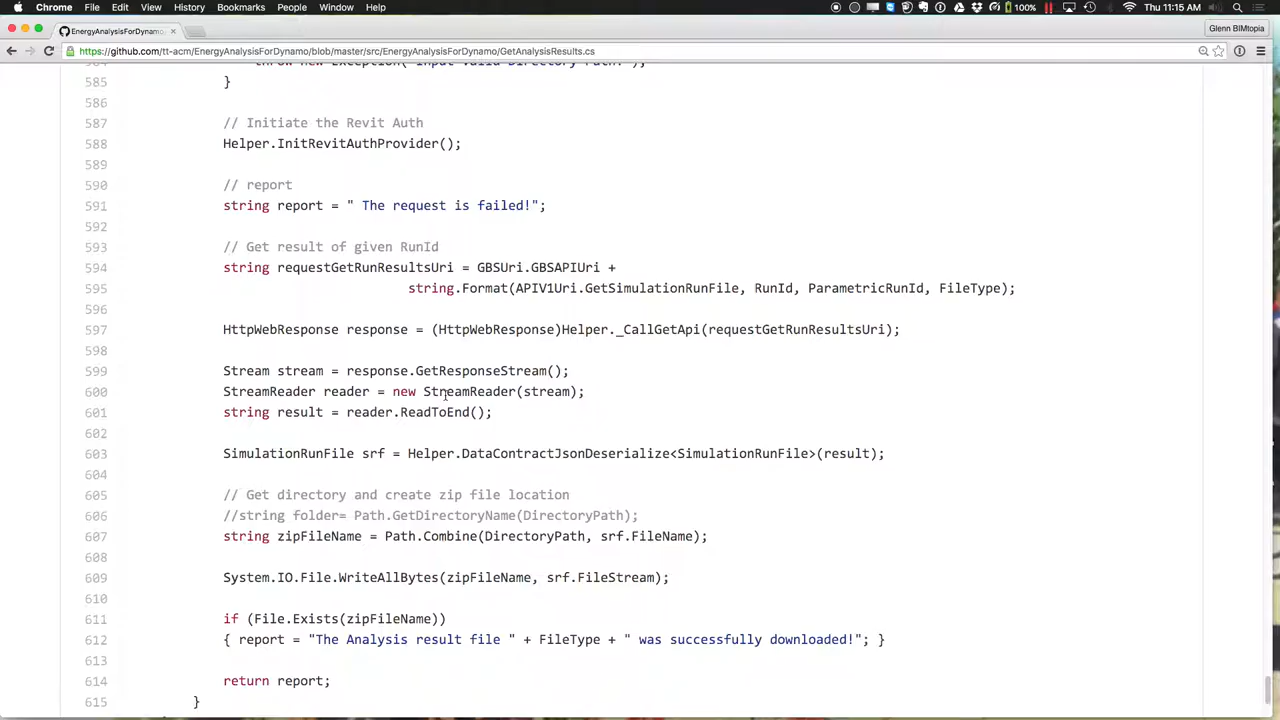 Chrome File Edit View History Bookmarks People Window Help 100% Thu 11:15 AM
EnergyAnalysisForDynamo Glenn BIMtopia
https://github.com/tt-acm/EnergyAnalysisForDynamo/blob/master/src/EnergyAnalysisForDynamo/GetAnalysisResults.cs
584 throw new Exception("Input Valid Directory Path!");
585 }
586
587 // Initiate the Revit Auth
588 Helper.InitRevitAuthProvider();
589
590 // report
591 string report = " The request is failed!";
592
593 // Get result of given RunId
594 string requestGetRunResultsUri = GBSUri.GBSAPIUri +
595 string.Format(APIV1Uri.GetSimulationRunFile, RunId, ParametricRunId, FileType);
596
597 HttpWebResponse response = (HttpWebResponse)Helper._CallGetApi(requestGetRunResultsUri);
598
599 Stream stream = response.GetResponseStream();
600 StreamReader reader = new StreamReader(stream);
601 string result = reader.ReadToEnd();
602
603 SimulationRunFile srf = Helper.DataContractJsonDeserialize<SimulationRunFile>(result);
604
605 // Get directory and create zip file location
606 //string folder= Path.GetDirectoryName(DirectoryPath);
607 string zipFileName = Path.Combine(DirectoryPath, srf.FileName);
608
609 System.IO.File.WriteAllBytes(zipFileName, srf.FileStream);
610
611 if (File.Exists(zipFileName))
612 { report = "The Analysis result file " + FileType + " was successfully downloaded!"; }
613
614 return report;
615 }